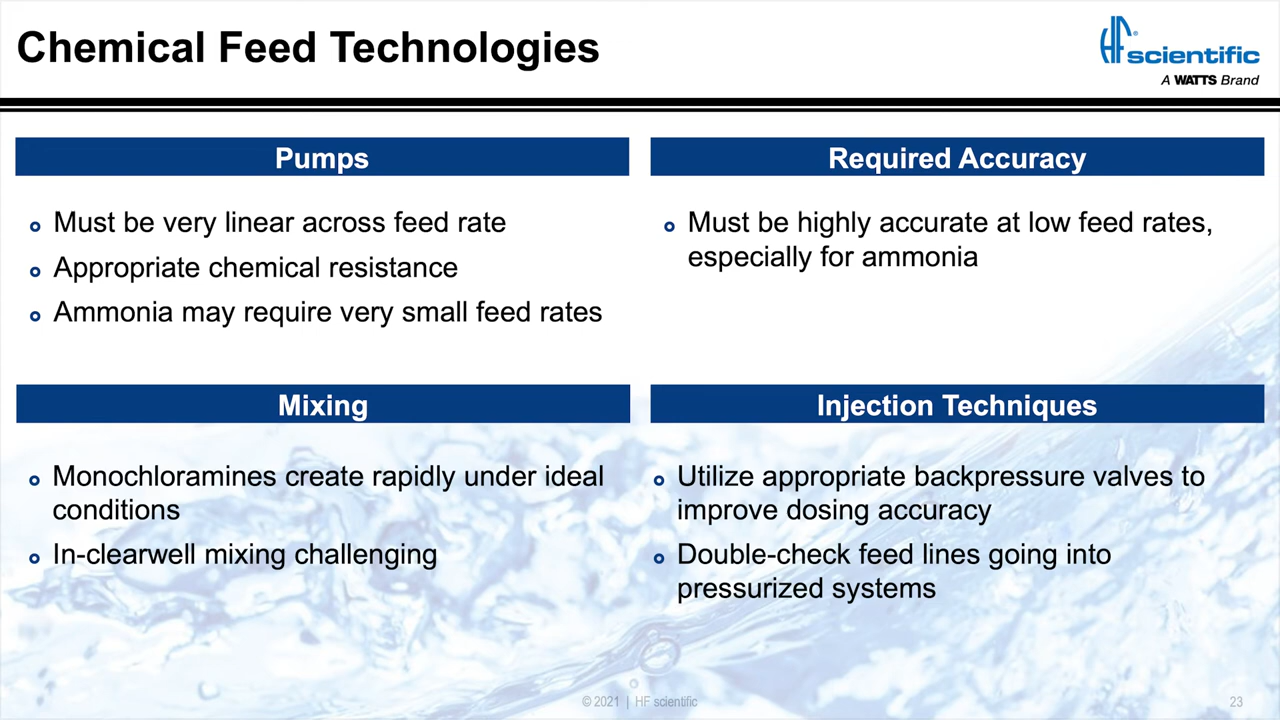 Chemical Feed Technologies
HF scientific®
A WATTS Brand
Pumps
Must be very linear across feed rate
Appropriate chemical resistance
Ammonia may require very small feed rates
Required Accuracy
Must be highly accurate at low feed rates,
especially for ammonia
Mixing
Monochloramines create rapidly under ideal
conditions
In-clearwell mixing challenging
Injection Techniques
Utilize appropriate backpressure valves to
improve dosing accuracy
Double-check feed lines going into
pressurized systems
© 2021 | HF scientific
23